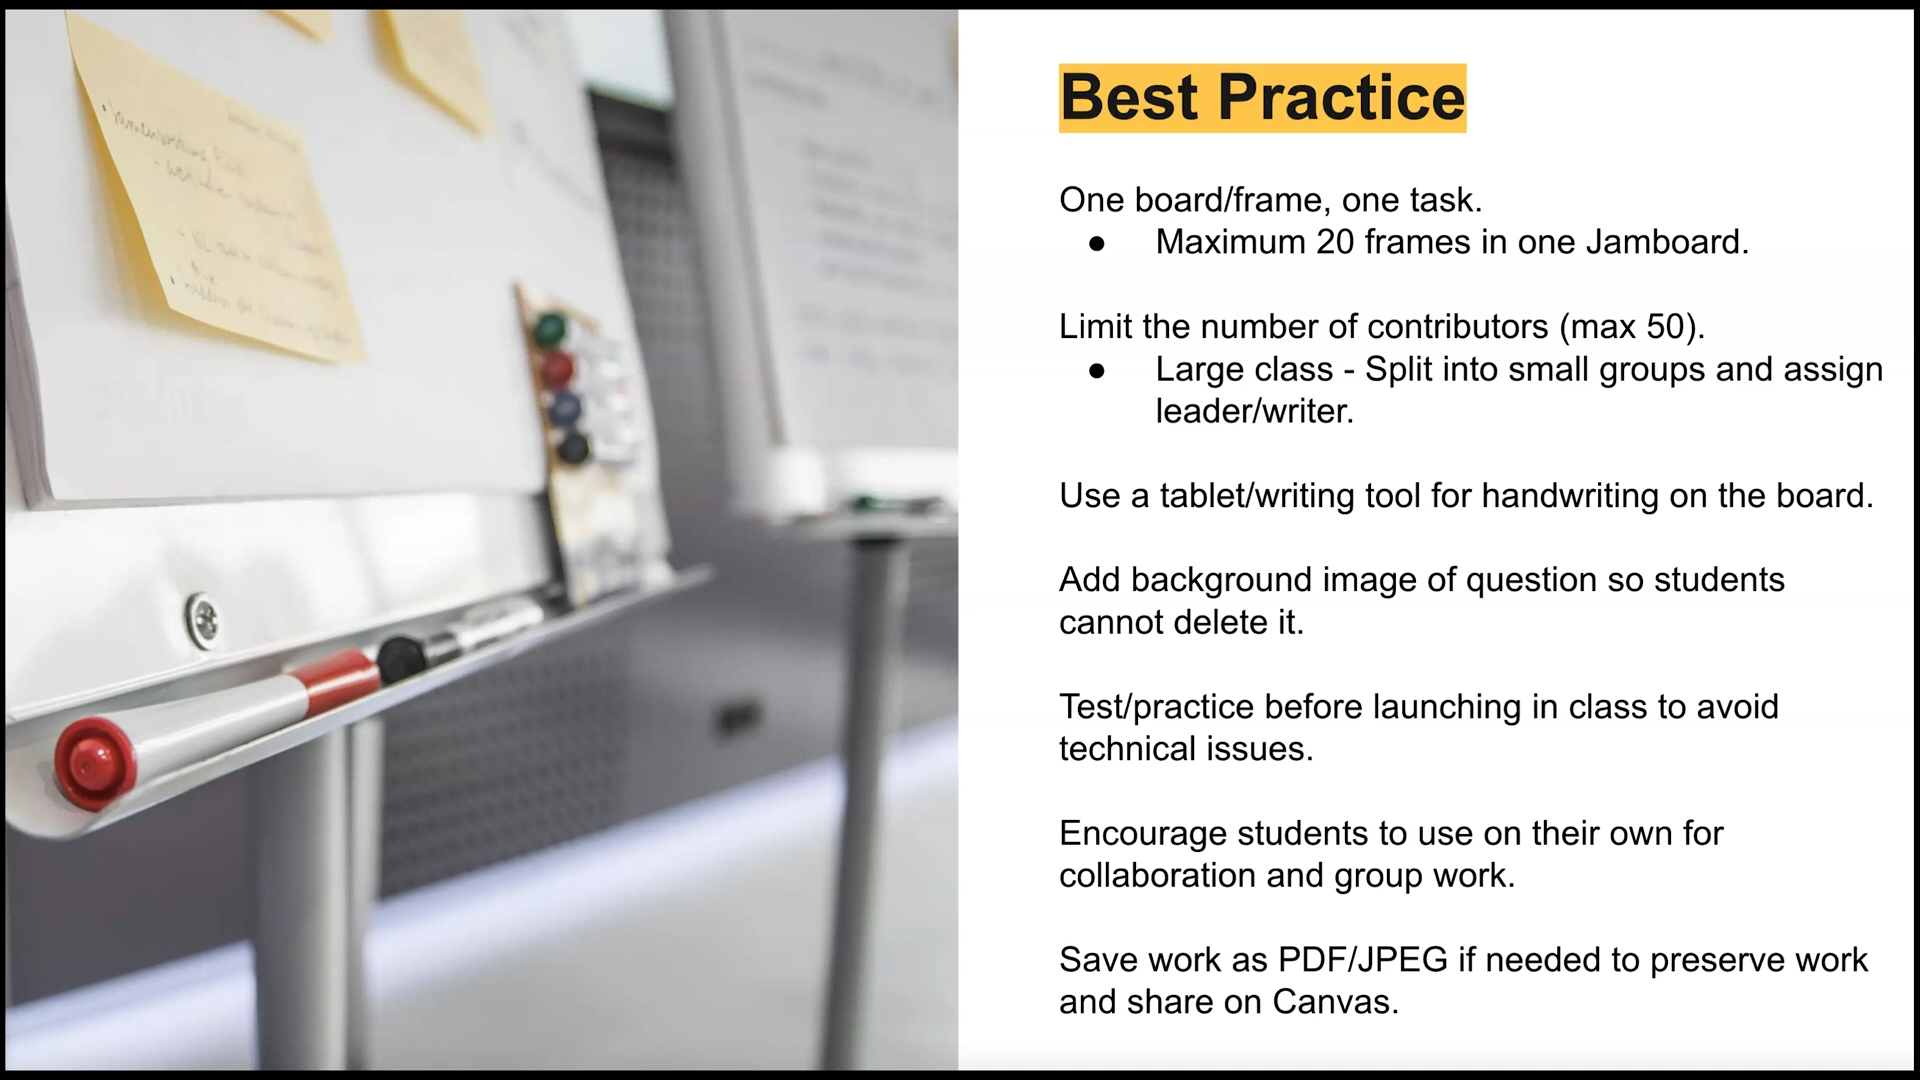 Best Practice
One board/frame, one task.
● Maximum 20 frames in one Jamboard.
Limit the number of contributors (max 50).
● Large class - Split into small groups and assign
leader/writer.
Use a tablet/writing tool for handwriting on the board.
Add background image of question so students
cannot delete it.
Test/practice before launching in class to avoid
technical issues.
Encourage students to use on their own for
collaboration and group work.
Save work as PDF/JPEG if needed to preserve work
and share on Canvas.